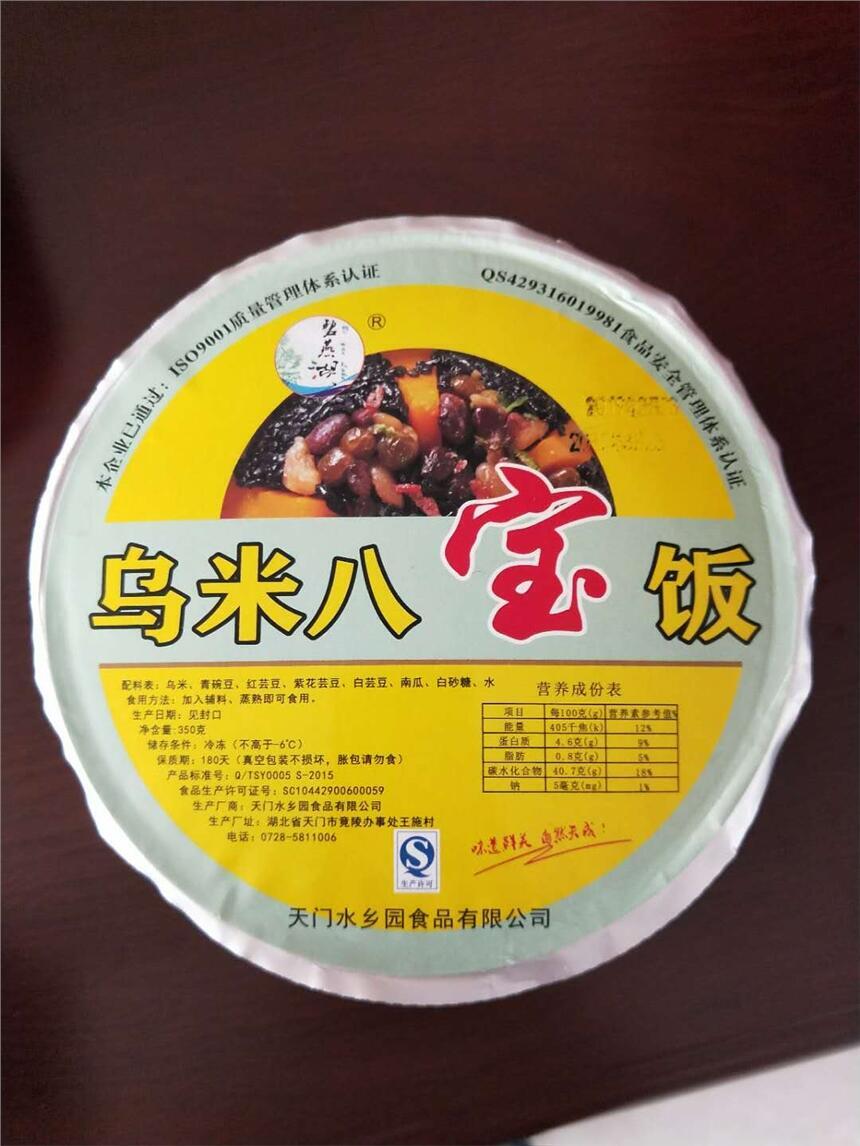 本企业已通过：ISO9001质量管理体系认证
QS429316019981食品安全管理体系认证
碧燕湖
®
乌米八宝饭
配料表：乌米、青碗豆、红芸豆、紫花芸豆、白芸豆、南瓜、白砂糖、水
食用方法：加入辅料、蒸熟即可食用。
生产日期：见封口
净含量：350克
储存条件：冷冻（不高于-6℃）
保质期：180天（真空包装不损坏，胀包请勿食）
产品标准号：Q/TSY0005 S-2015
食品生产许可证号：SC10442900600059
生产厂商：天门水乡园食品有限公司
生产厂址：湖北省天门市竟陵办事处王施村
电话：0728-5811006
营养成份表
项目 每100克(g) 营养素参考值%
能量 405千焦(k) 12%
蛋白质 4.6克(g) 9%
脂肪 0.8克(g) 5%
碳水化合物 40.7克(g) 18%
钠 5毫克(mg) 1%
味道鲜美 自然天成！
生产许可
天门水乡园食品有限公司